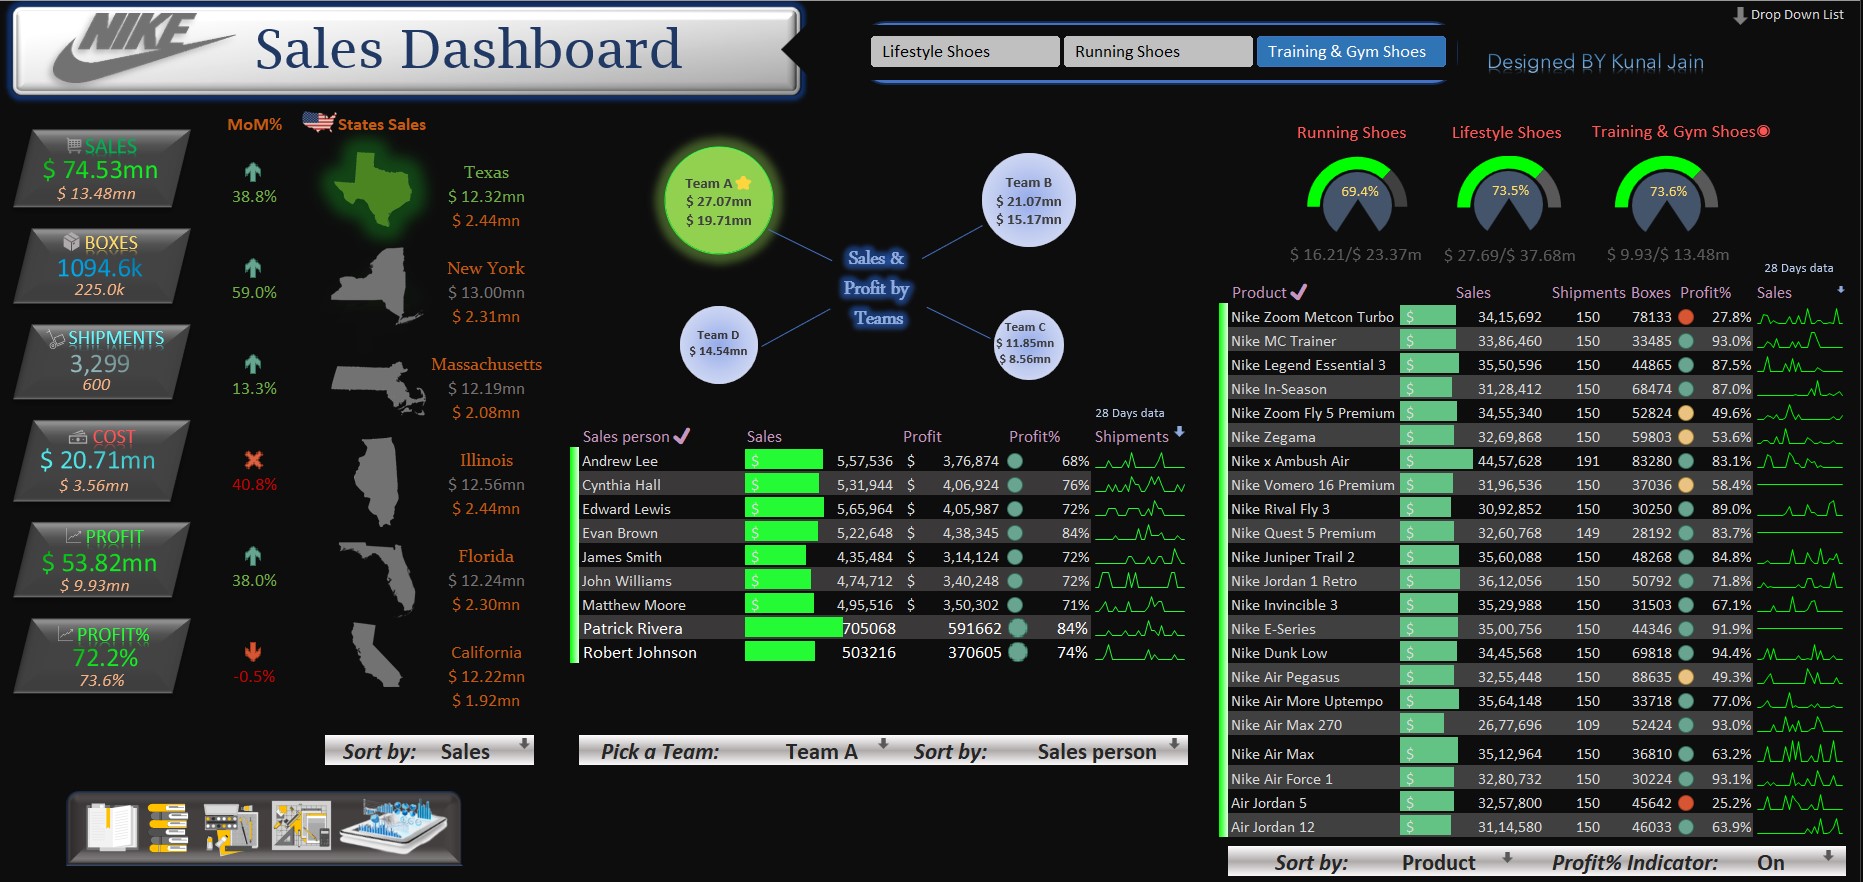 NIKE
Sales Dashboard
Lifestyle Shoes
Running Shoes
Training & Gym Shoes
Drop Down List
Designed BY Kunal Jain
SALES
$ 74.53mn
$ 13.48mn
BOXES
1094.6k
225.0k
SHIPMENTS
3,299
600
COST
$ 20.71mn
$ 3.56mn
PROFIT
$ 53.82mn
$ 9.93mn
PROFIT%
72.2%
73.6%
MoM%
States Sales
38.8%
Texas
$ 12.32mn
$ 2.44mn
59.0%
New York
$ 13.00mn
$ 2.31mn
13.3%
Massachusetts
$ 12.19mn
$ 2.08mn
40.8%
Illinois
$ 12.56mn
$ 2.44mn
38.0%
Florida
$ 12.24mn
$ 2.30mn
-0.5%
California
$ 12.22mn
$ 1.92mn
Sort by: Sales
Team A
$ 27.07mn
$ 19.71mn
Team B
$ 21.07mn
$ 15.17mn
Sales &
Profit by
Teams
Team D
$ 14.54mn
Team C
$ 11.85mn
$ 8.56mn
28 Days data
Sales person Sales Profit Profit% Shipments
Andrew Lee $ 5,57,536 $ 3,76,874 68%
Cynthia Hall $ 5,31,944 $ 4,06,924 76%
Edward Lewis $ 5,65,964 $ 4,05,987 72%
Evan Brown $ 5,22,648 $ 4,38,345 84%
James Smith $ 4,35,484 $ 3,14,124 72%
John Williams $ 4,74,712 $ 3,40,248 72%
Matthew Moore $ 4,95,516 $ 3,50,302 71%
Patrick Rivera 705068 591662 84%
Robert Johnson 503216 370605 74%
Pick a Team: Team A Sort by: Sales person
Running Shoes
69.4%
$ 16.21/$ 23.37m
Lifestyle Shoes
73.5%
$ 27.69/$ 37.68m
Training & Gym Shoes
73.6%
$ 9.93/$ 13.48m
28 Days data
Product Sales Shipments Boxes Profit% Sales
Nike Zoom Metcon Turbo $ 34,15,692 150 78133 27.8%
Nike MC Trainer $ 33,86,460 150 33485 93.0%
Nike Legend Essential 3 $ 35,50,596 150 44865 87.5%
Nike In-Season $ 31,28,412 150 68474 87.0%
Nike Zoom Fly 5 Premium $ 34,55,340 150 52824 49.6%
Nike Zegama $ 32,69,868 150 59803 53.6%
Nike x Ambush Air $ 44,57,628 191 83280 83.1%
Nike Vomero 16 Premium $ 31,96,536 150 37036 58.4%
Nike Rival Fly 3 $ 30,92,852 150 30250 89.0%
Nike Quest 5 Premium $ 32,60,768 149 28192 83.7%
Nike Juniper Trail 2 $ 35,60,088 150 48268 84.8%
Nike Jordan 1 Retro $ 36,12,056 150 50792 71.8%
Nike Invincible 3 $ 35,29,988 150 31503 67.1%
Nike E-Series $ 35,00,756 150 44346 91.9%
Nike Dunk Low $ 34,45,568 150 69818 94.4%
Nike Air Pegasus $ 32,55,448 150 88635 49.3%
Nike Air More Uptempo $ 35,64,148 150 33718 77.0%
Nike Air Max 270 $ 26,77,696 109 52424 93.0%
Nike Air Max $ 35,12,964 150 36810 63.2%
Nike Air Force 1 $ 32,80,732 150 30224 93.1%
Air Jordan 5 $ 32,57,800 150 45642 25.2%
Air Jordan 12 $ 31,14,580 150 46033 63.9%
Sort by: Product Profit% Indicator: On